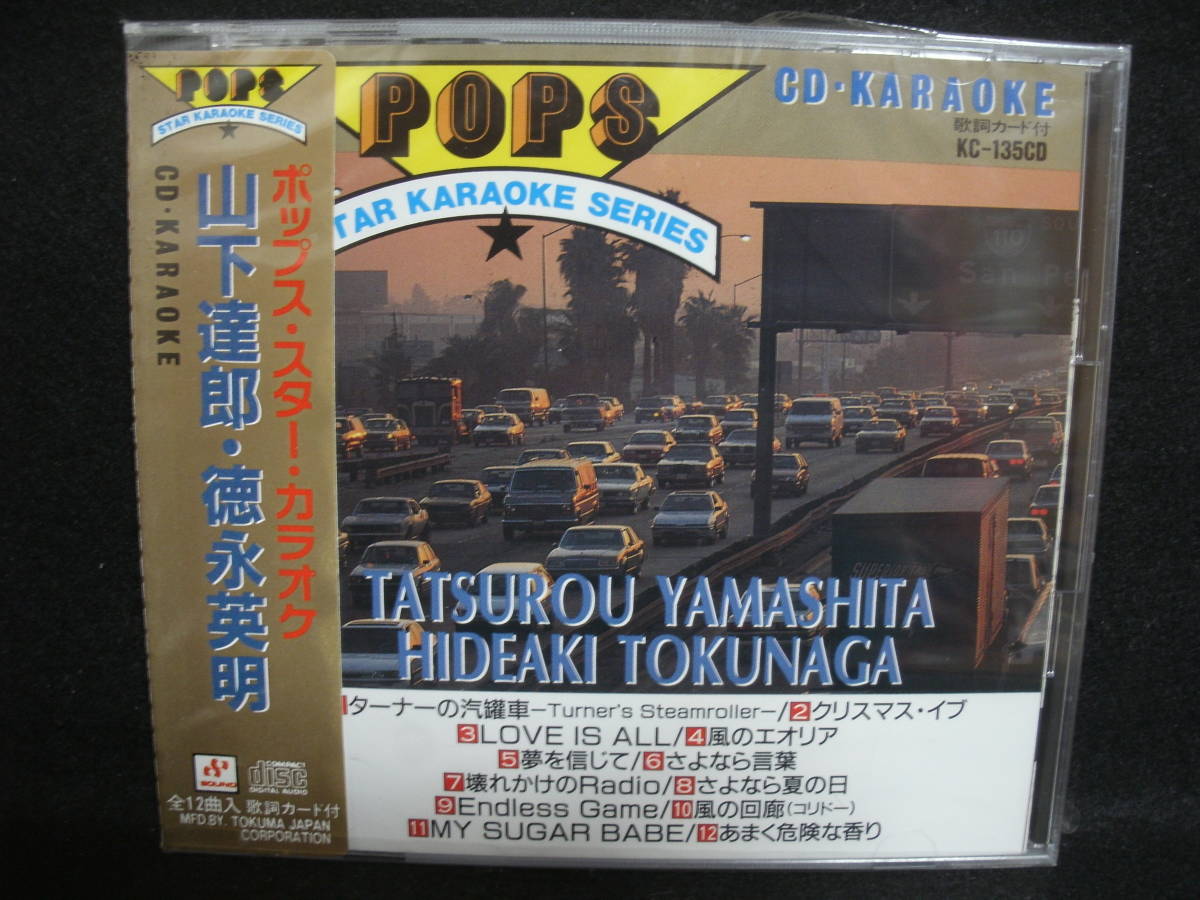 POPS
STAR KARAOKE SERIES
ポップス・スター・カラオケ
山下達郎・徳永英明
CD・KARAOKE
SOUND
COMPACT
disc
DIGITAL AUDIO
全12曲入 歌詞カード付
MFD.BY. TOKUMA JAPAN
CORPORATION
POPS
TAR KARAOKE SERIES
CD・KARAOKE
歌詞カード付
KC-135CD
110
TATSUROU YAMASHITA
HIDEAKI TOKUNAGA
1ターナーの汽罐車−Turner's Steamroller−/2クリスマス・イブ
3LOVE IS ALL/4風のエオリア
5夢を信じて/6さよなら言葉
7壊れかけのRadio/8さよなら夏の日
9Endless Game/10風の回廊(コリドー)
11MY SUGAR BABE/12あまく危険な香り